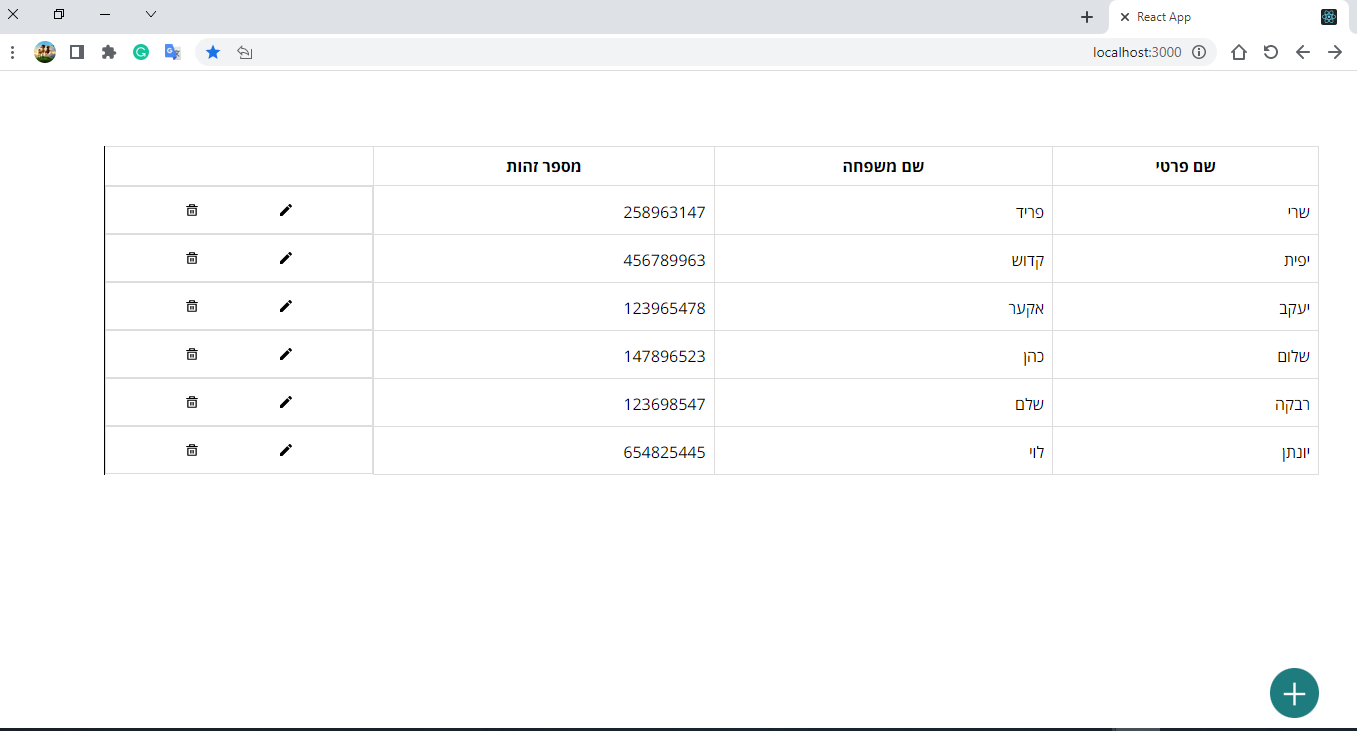 React App
localhost:3000
שם פרטי שם משפחה מספר זהות
שרי פריד 258963147
יפית קדוש 456789963
יעקב אקער 123965478
שלום כהן 147896523
רבקה שלם 123698547
יונתן לוי 654825445